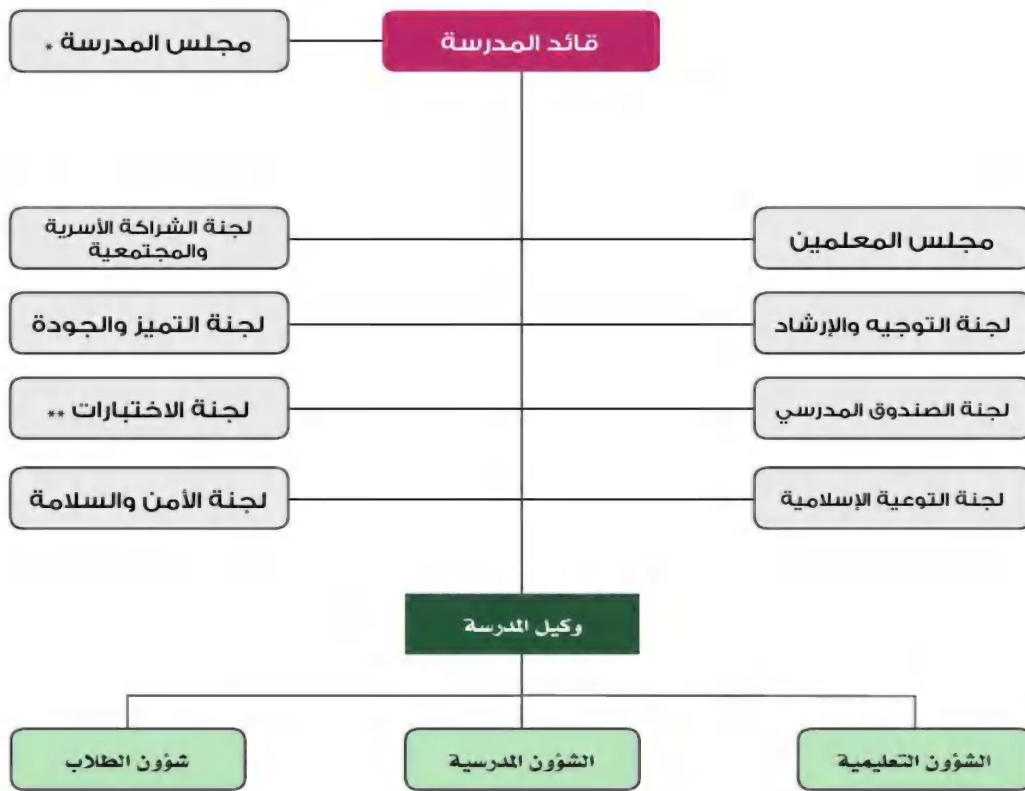 قائد المدرسة
مجلس المدرسة *
مجلس المعلمين
لجنة الشراكة الأسرية
والمجتمعية
لجنة التوجيه والإرشاد
لجنة التميز والجودة
لجنة الصندوق المدرسي
لجنة الاختبارات **
لجنة التوعية الإسلامية
لجنة الأمن والسلامة
وكيل المدرسة
الشؤون التعليمية
الشؤون المدرسية
شؤون الطلاب